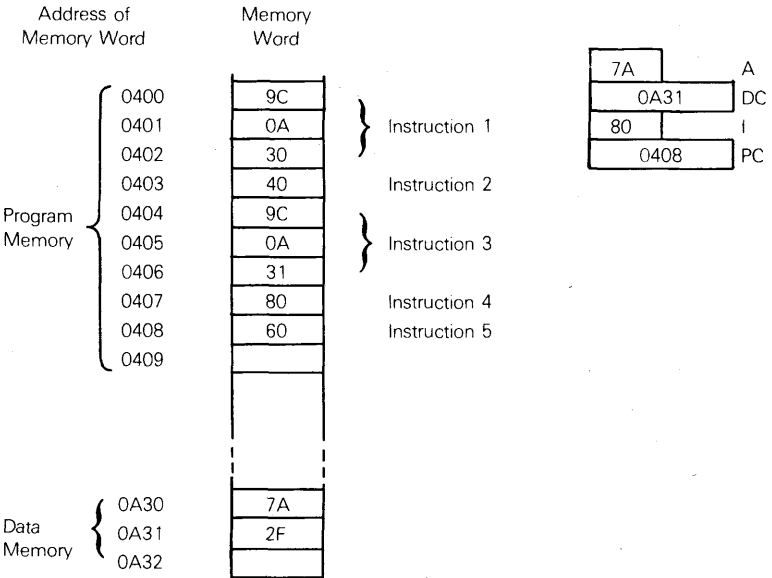 Address of
Memory Word
Memory
Word
7A A
0A31 DC
80 I
0408 PC
0400 9C
0401 0A Instruction 1
0402 30
0403 40 Instruction 2
0404 9C
Program
Memory
0405 0A Instruction 3
0406 31
0407 80 Instruction 4
0408 60 Instruction 5
0409
0A30 7A
Data
Memory
0A31 2F
0A32